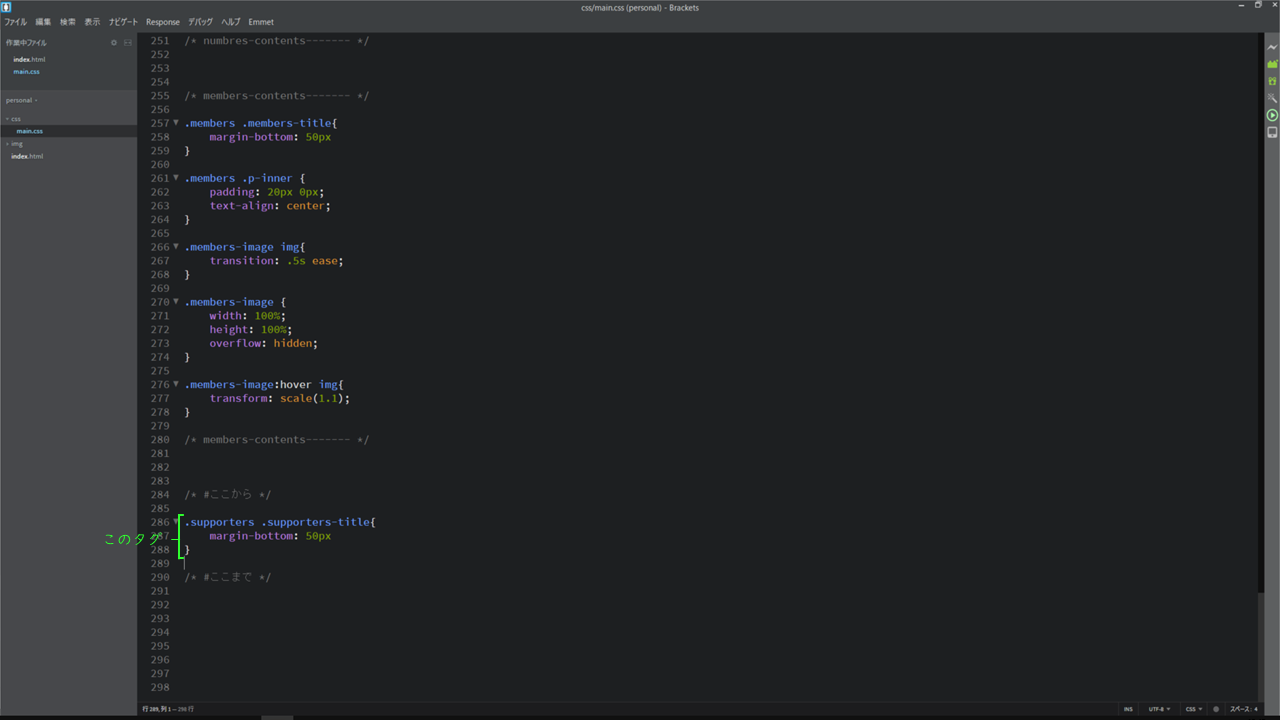 css/main.css (personal) - Brackets
ファイル 編集 検索 表示 ナビゲート Response デバッグ ヘルプ Emmet
作業中ファイル
index.html
main.css
personal
css
main.css
img
index.html
251 /* numbres-contents------- */
252
253
254
255 /* members-contents------- */
256
257 .members .members-title{
258 margin-bottom: 50px
259 }
260
261 .members .p-inner {
262 padding: 20px 0px;
263 text-align: center;
264 }
265
266 .members-image img{
267 transition: .5s ease;
268 }
269
270 .members-image {
271 width: 100%;
272 height: 100%;
273 overflow: hidden;
274 }
275
276 .members-image:hover img{
277 transform: scale(1.1);
278 }
279
280 /* members-contents------- */
281
282
283
284 /* #ここから */
285
286 .supporters .supporters-title{
このタグ
287 margin-bottom: 50px
288 }
289
290 /* #ここまで */
291
292
293
294
295
296
297
298
行 289, 列 1 — 298 行
INS UTF-8 CSS スペース: 4